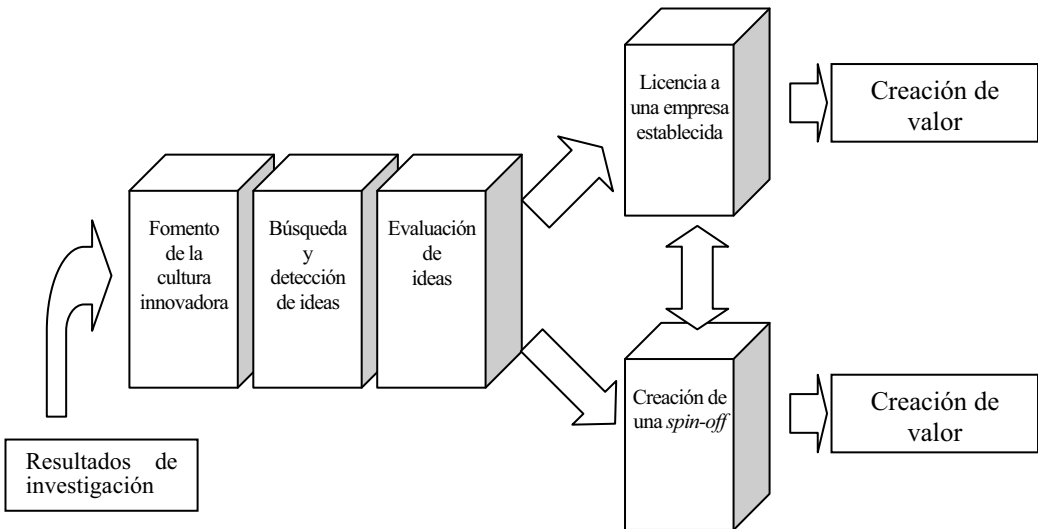 Resultados de
investigación
Fomento
de la
cultura
innovadora
Búsqueda
y
detección
de ideas
Evaluación
de
ideas
Licencia a
una empresa
establecida
Creación de
valor
Creación de
una spin-off
Creación de
valor